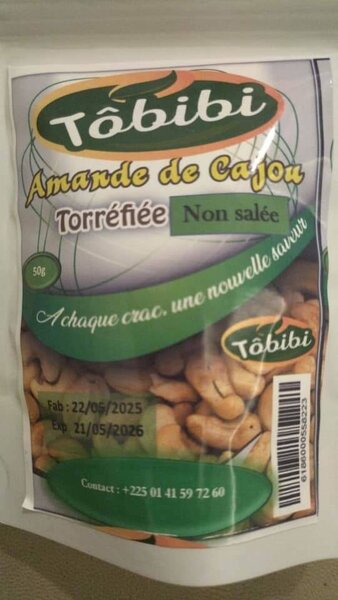 Tôbibi
Amande de Cajou
Torréfiée Non salée
50g
A chaque crac, une nouvelle saveur
Tôbibi
Fab : 22/05/2025
Exp 21/05/2026
Contact : +225 01 41 59 72 60
6186000558223